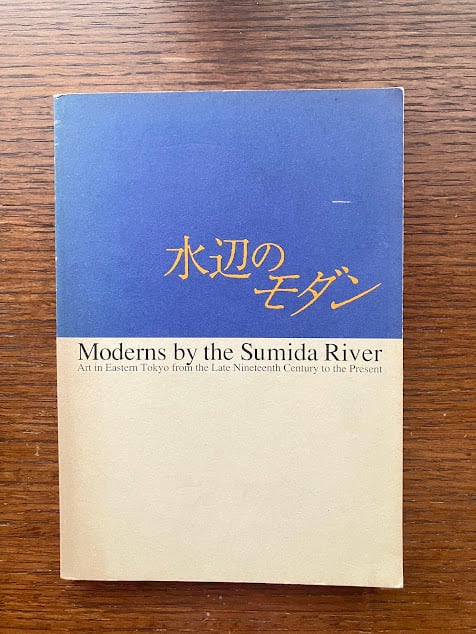 水辺の
モダン
Moderns by the Sumida River
Art in Eastern Tokyo from the Late Nineteenth Century to the Present